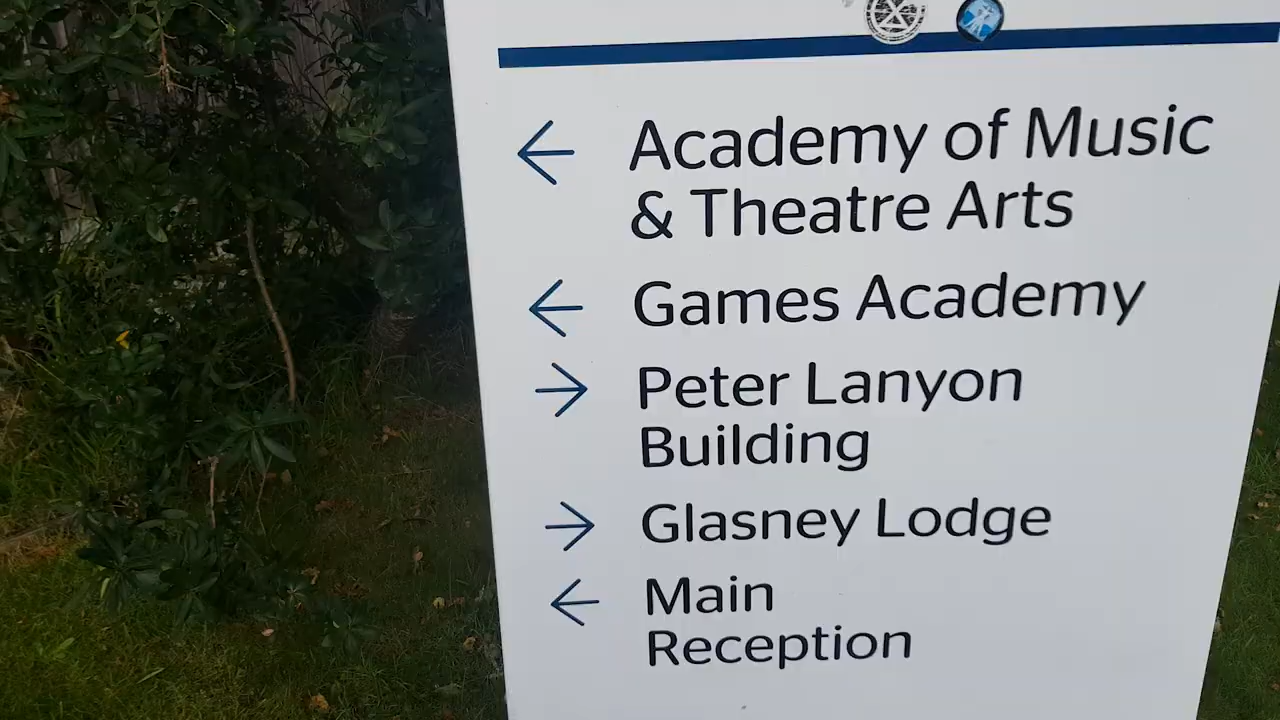 Academy of Music
& Theatre Arts
Games Academy
Peter Lanyon
Building
Glasney Lodge
Main
Reception